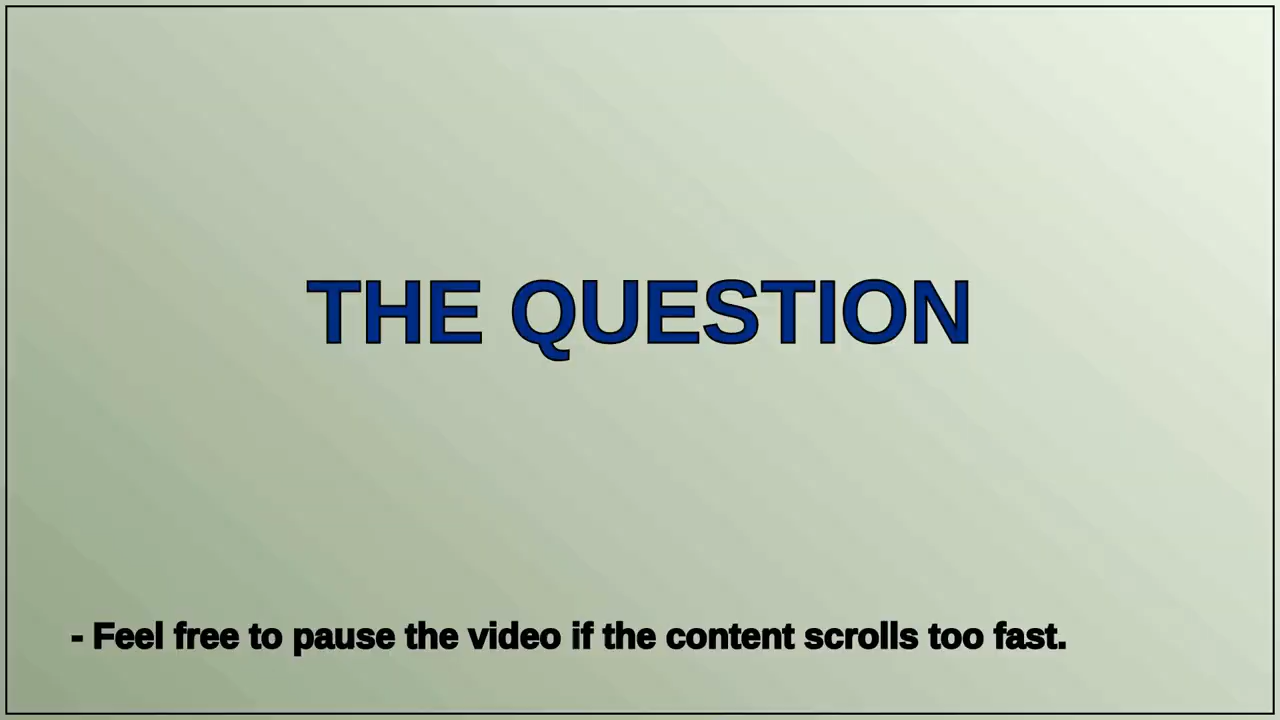 THE QUESTION
- Feel free to pause the video if the content scrolls too fast.